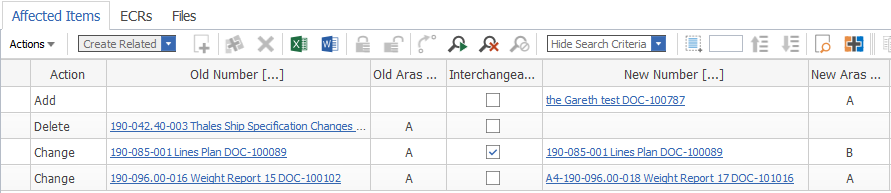 Affected Items ECRs Files
Actions Create Related Hide Search Criteria
Action Old Number [...] Old Aras ... Interchangea... New Number [...] New Aras ...
Add the Gareth test DOC-100787 A
Delete 190-042.40-003 Thales Ship Specification Changes ... A
Change 190-085-001 Lines Plan DOC-100089 A 190-085-001 Lines Plan DOC-100089 B
Change 190-096.00-016 Weight Report 15 DOC-100102 A A4-190-096.00-018 Weight Report 17 DOC-101016 A